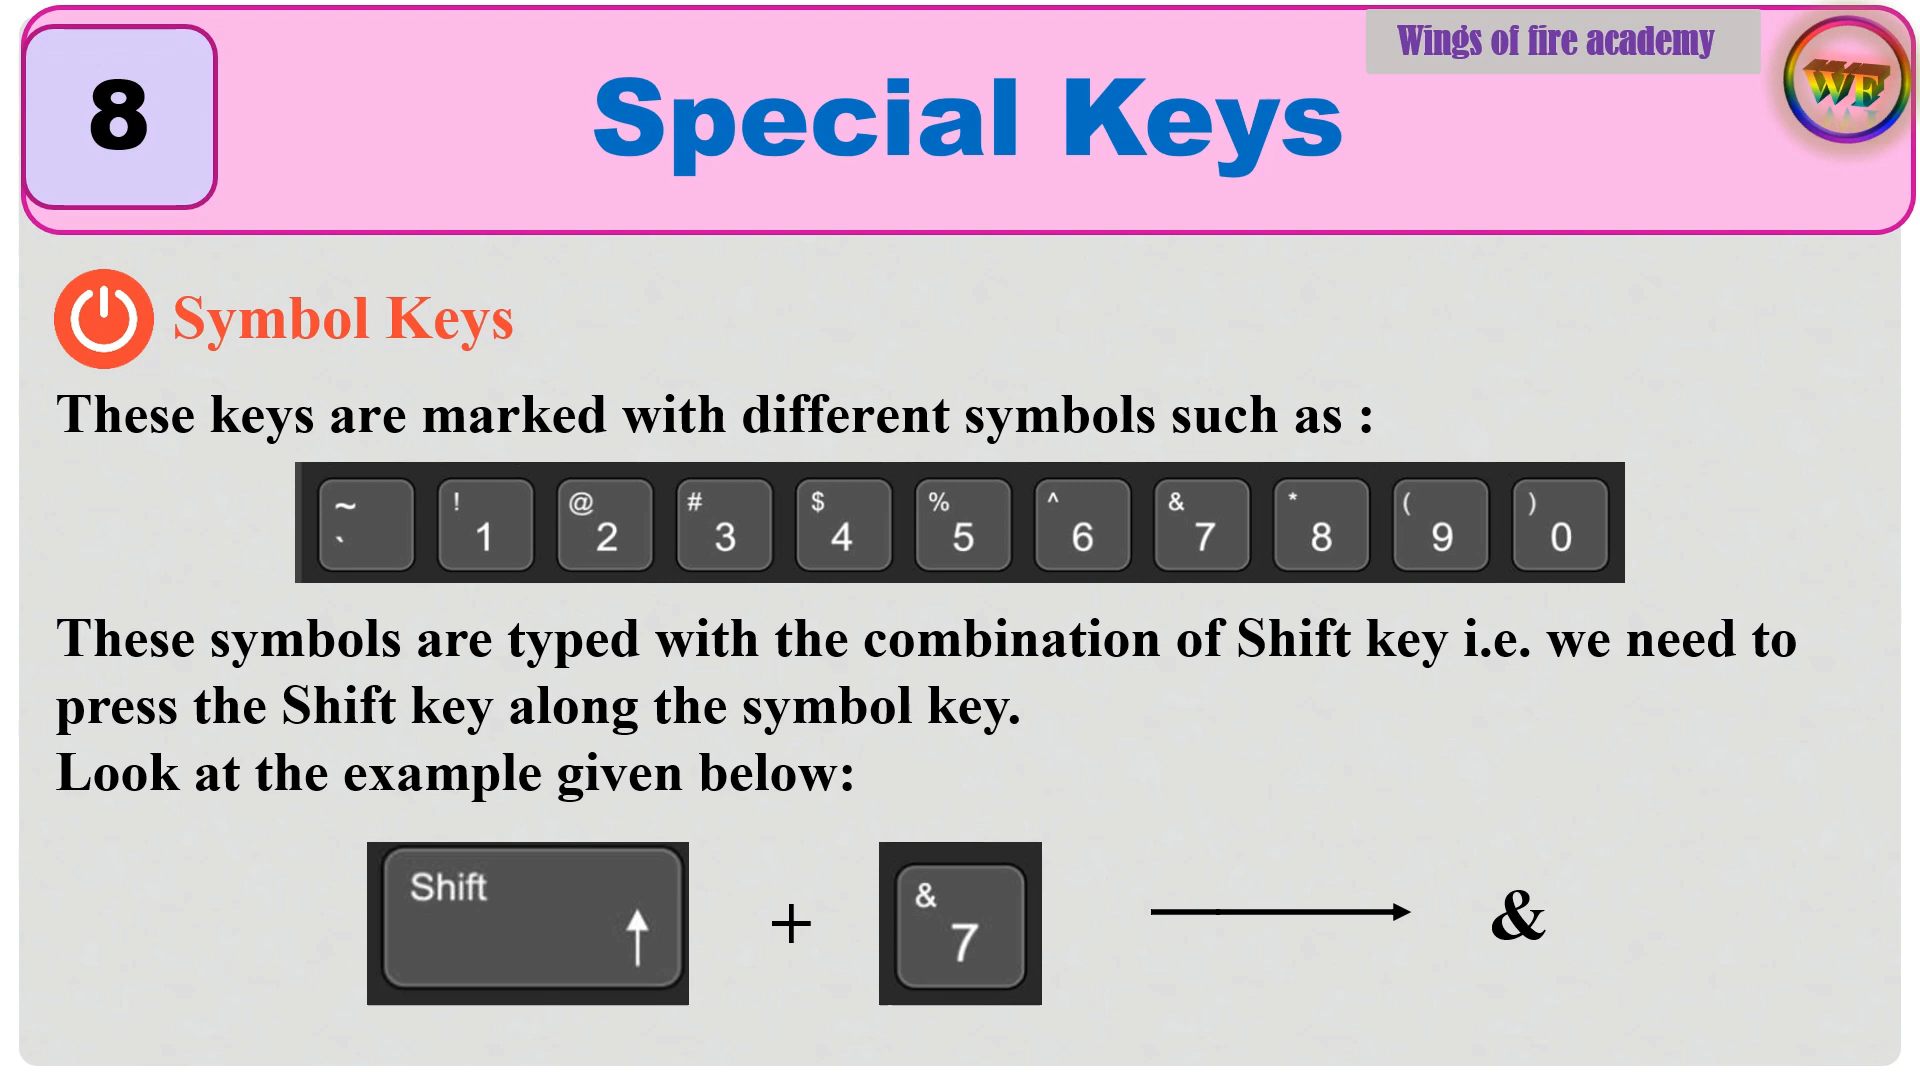 Wings of fire academy
WF
8
Special Keys
Symbol Keys
These keys are marked with different symbols such as :
~ ! @ # $ % ^ & * ( )
` 1 2 3 4 5 6 7 8 9 0
These symbols are typed with the combination of Shift key i.e. we need to
press the Shift key along the symbol key.
Look at the example given below:
Shift ↑ + & 7 → &